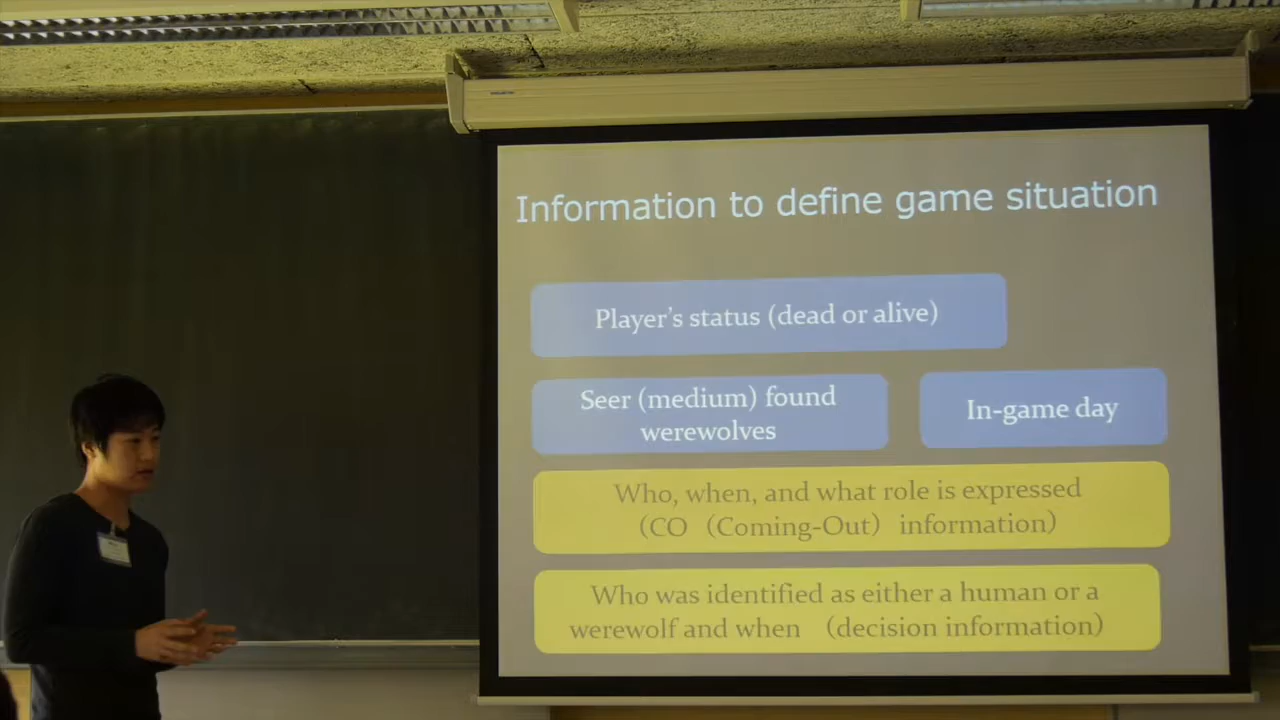 Information to define game situation
Player's status (dead or alive)
Seer (medium) found
werewolves
In-game day
Who, when, and what role is expressed
(CO (Coming-Out) information)
Who was identified as either a human or a
werewolf and when (decision information)